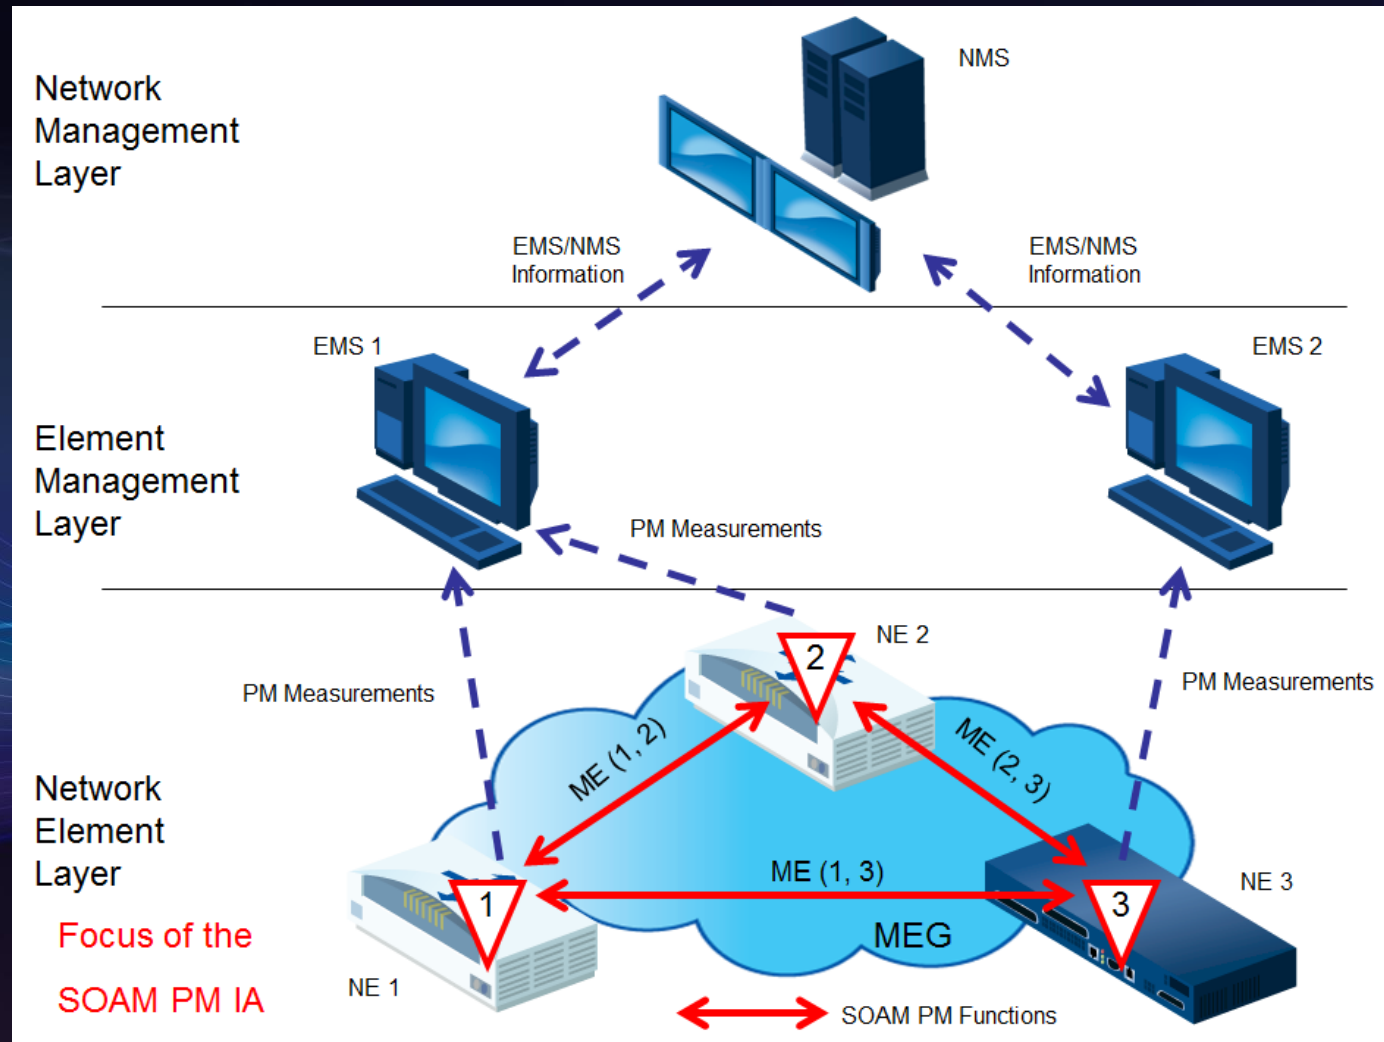 Network
Management
Layer
NMS
EMS/NMS
Information
EMS/NMS
Information
EMS 1
EMS 2
Element
Management
Layer
PM Measurements
NE 2
2
PM Measurements
PM Measurements
ME (1, 2)
ME (2, 3)
Network
Element
Layer
ME (1, 3)
NE 3
1
3
MEG
Focus of the
SOAM PM IA
NE 1
SOAM PM Functions